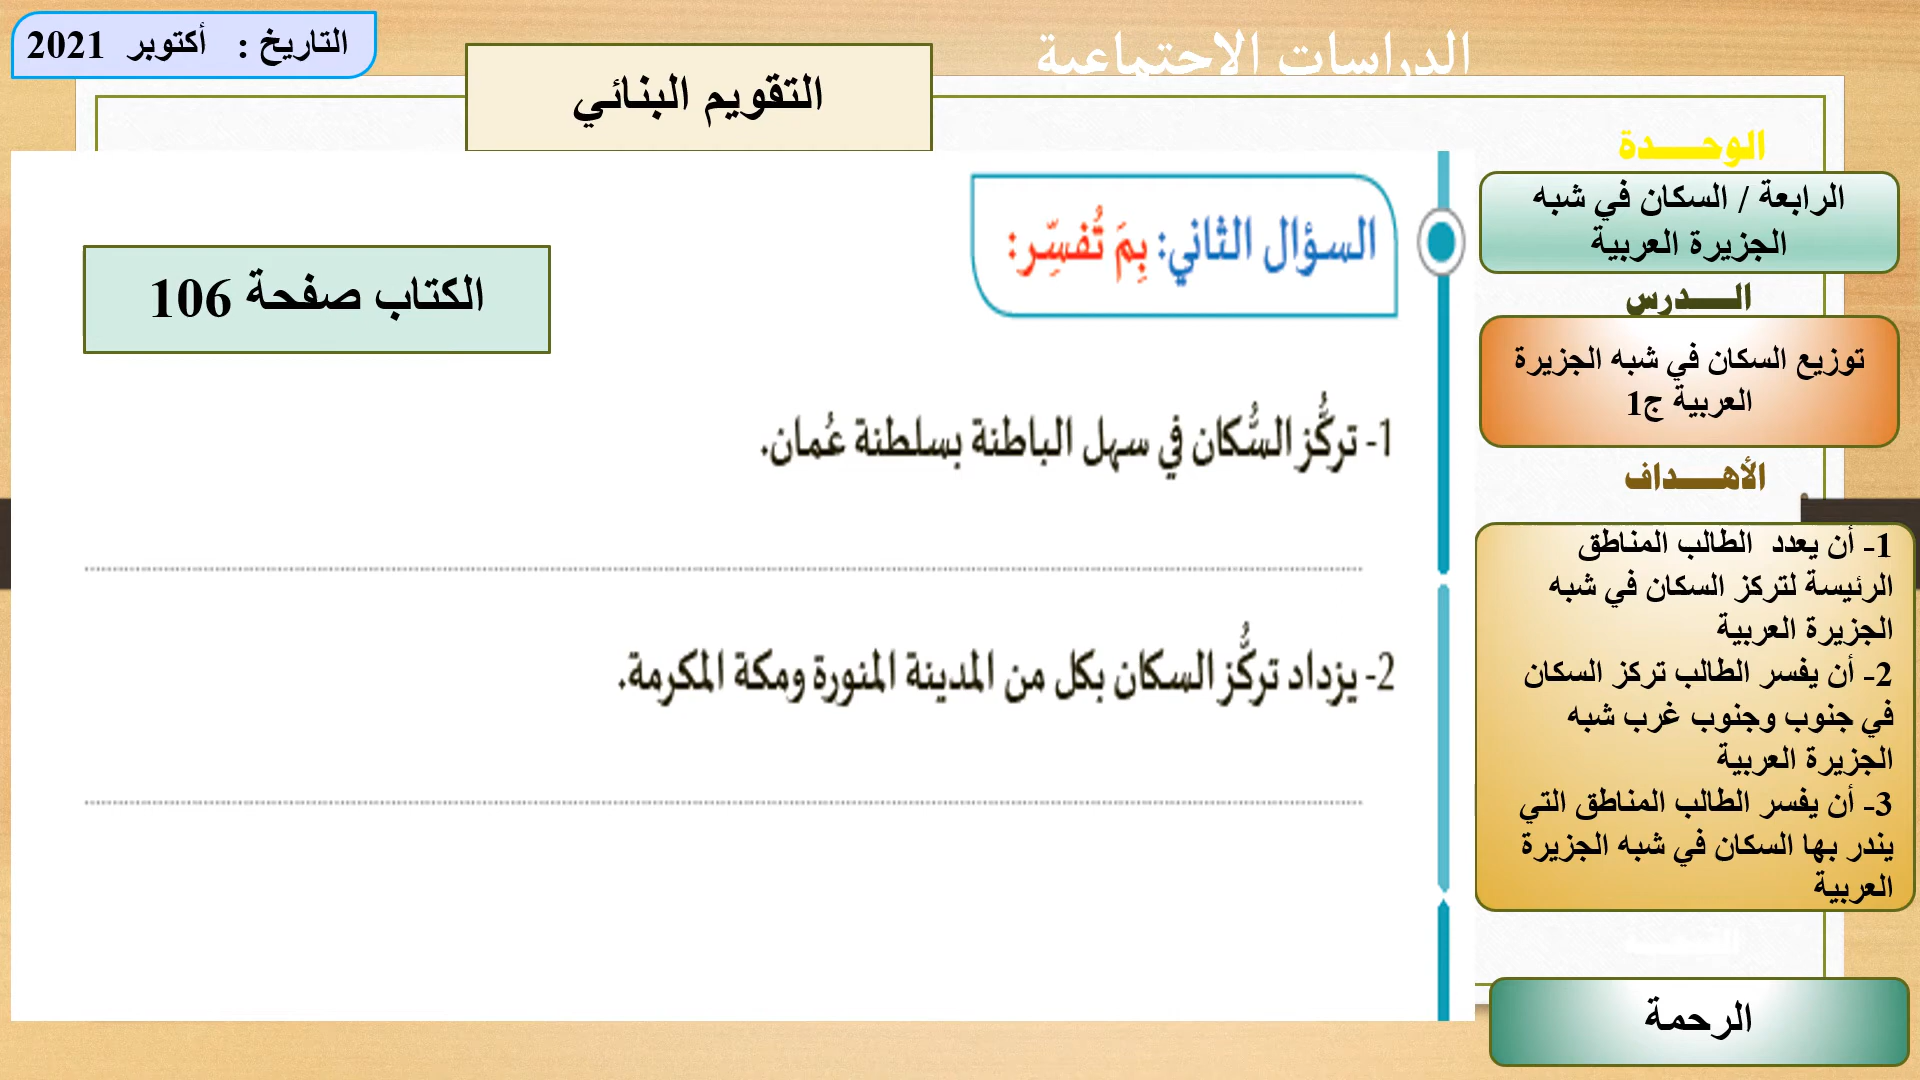 الدراسات الاجتماعية
التاريخ : أكتوبر 2021
التقويم البنائي
الوحـــــدة
الرابعة / السكان في شبه
الجزيرة العربية
الـــــدرس
توزيع السكان في شبه الجزيرة
العربية ج1
الأهــــداف
1- أن يعدد الطالب المناطق
الرئيسة لتركز السكان في شبه
الجزيرة العربية
2- أن يفسر الطالب تركز السكان
في جنوب وجنوب غرب شبه
الجزيرة العربية
3- أن يفسر الطالب المناطق التي
يندر بها السكان في شبه الجزيرة
العربية
الرحمة
السؤال الثاني: بِمَ تُفسِّر:
الكتاب صفحة 106
1- تركُّز السُّكان في سهل الباطنة بسلطنة عُمان.
2- يزداد تركُّز السكان بكل من المدينة المنورة ومكة المكرمة.